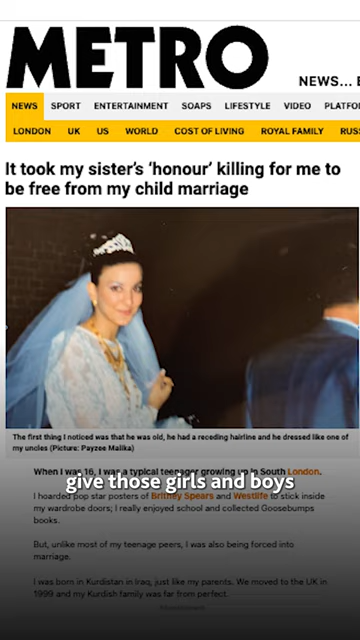 METRO
NEWS... E
NEWS SPORT ENTERTAINMENT SOAPS LIFESTYLE VIDEO PLATFO
LONDON UK US WORLD COST OF LIVING ROYAL FAMILY RUS
It took my sister’s ‘honour’ killing for me to
be free from my child marriage
The first thing I noticed was that he was old, he had a receding hairline and he dressed like one of
my uncles (Picture: Payzee Malika)
When I was 16, I was a typical teenager growing up in South London.
give those girls and boys
I hoarded pop star posters of Britney Spears and Westlife to stick inside
my wardrobe doors; I really enjoyed school and collected Goosebumps
books.
But, unlike most of my teenage peers, I was also being forced into
marriage.
I was born in Kurdistan in Iraq, just like my parents. We moved to the UK in
1999 and my Kurdish family was far from perfect.
Advertisement